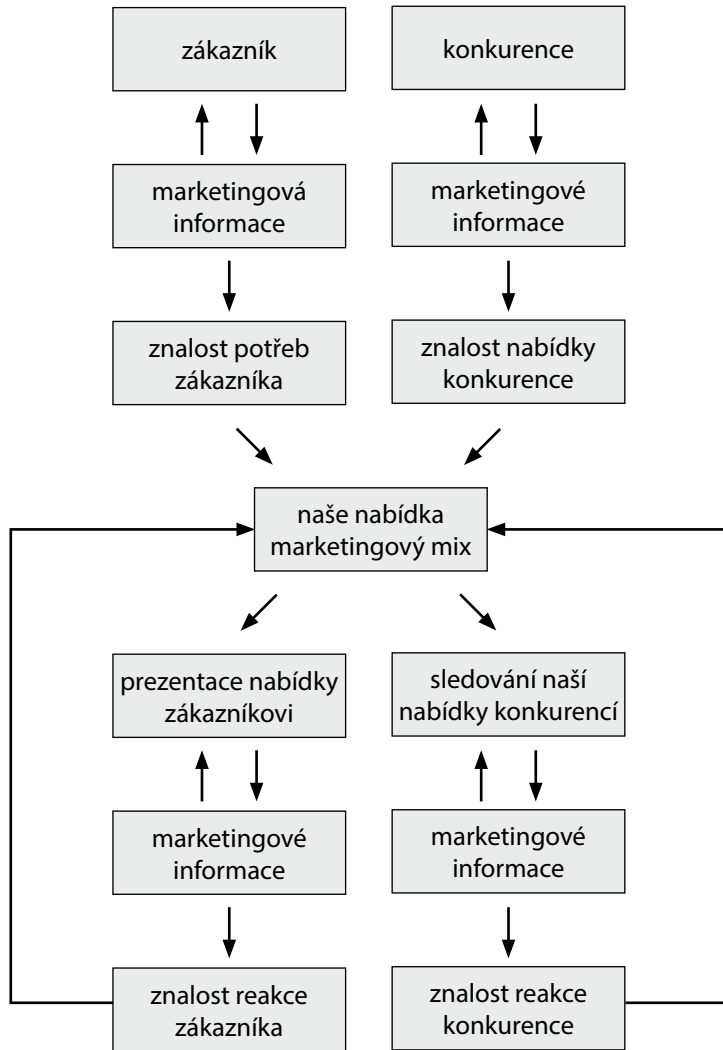 zákazník
konkurence
marketingová
informace
marketingové
informace
znalost potřeb
zákazníka
znalost nabídky
konkurence
naše nabídka
marketingový mix
prezentace nabídky
zákazníkovi
sledování naší
nabídky konkurencí
marketingové
informace
marketingové
informace
znalost reakce
zákazníka
znalost reakce
konkurence